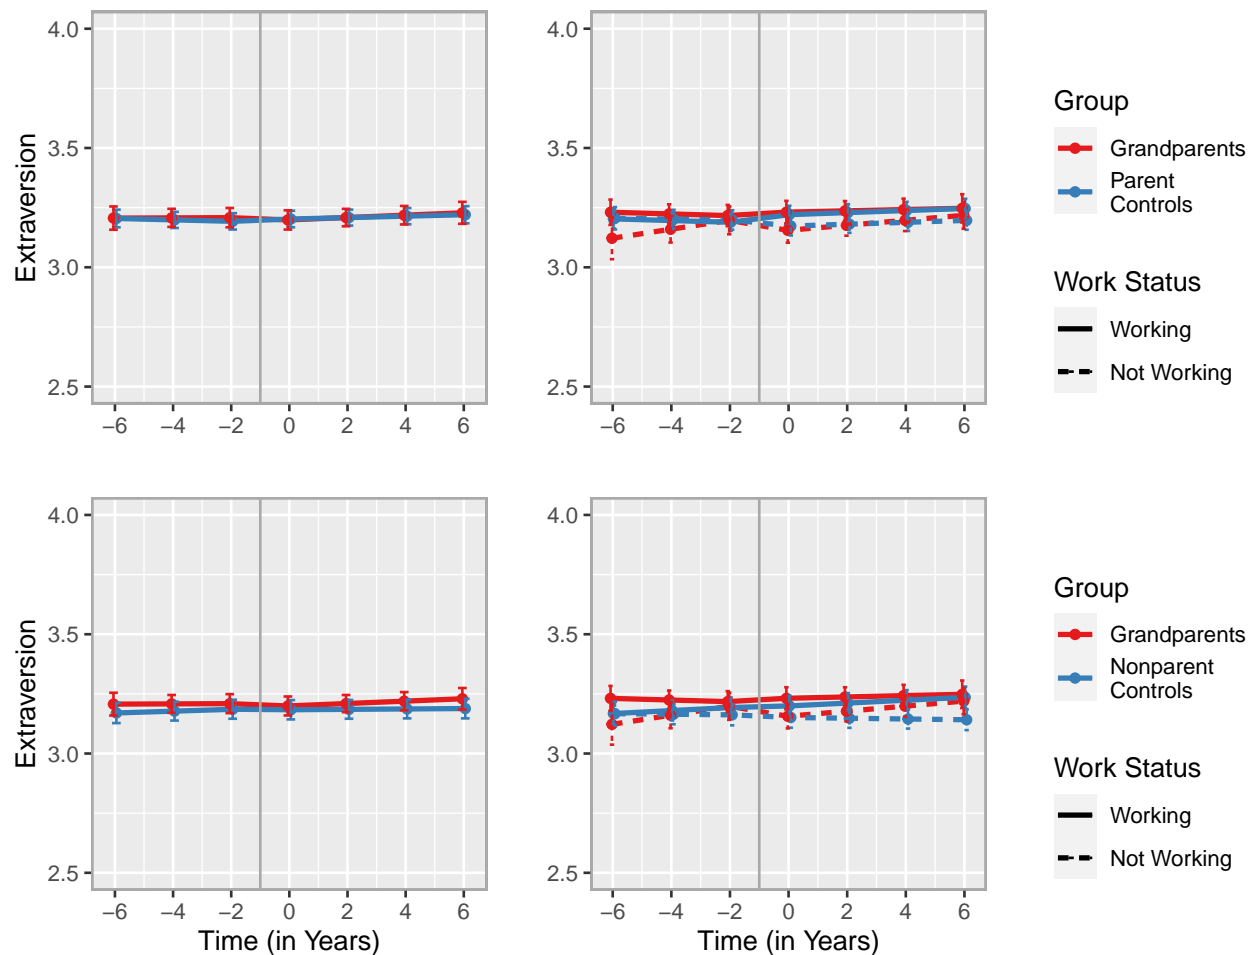 4.0
3.5
3.0
2.5
Extraversion
−6 −4 −2 0 2 4 6
4.0
3.5
3.0
2.5
−6 −4 −2 0 2 4 6
Group
Grandparents
Parent
Controls
Work Status
Working
Not Working
4.0
3.5
3.0
2.5
Extraversion
−6 −4 −2 0 2 4 6
Time (in Years)
4.0
3.5
3.0
2.5
−6 −4 −2 0 2 4 6
Time (in Years)
Group
Grandparents
Nonparent
Controls
Work Status
Working
Not Working